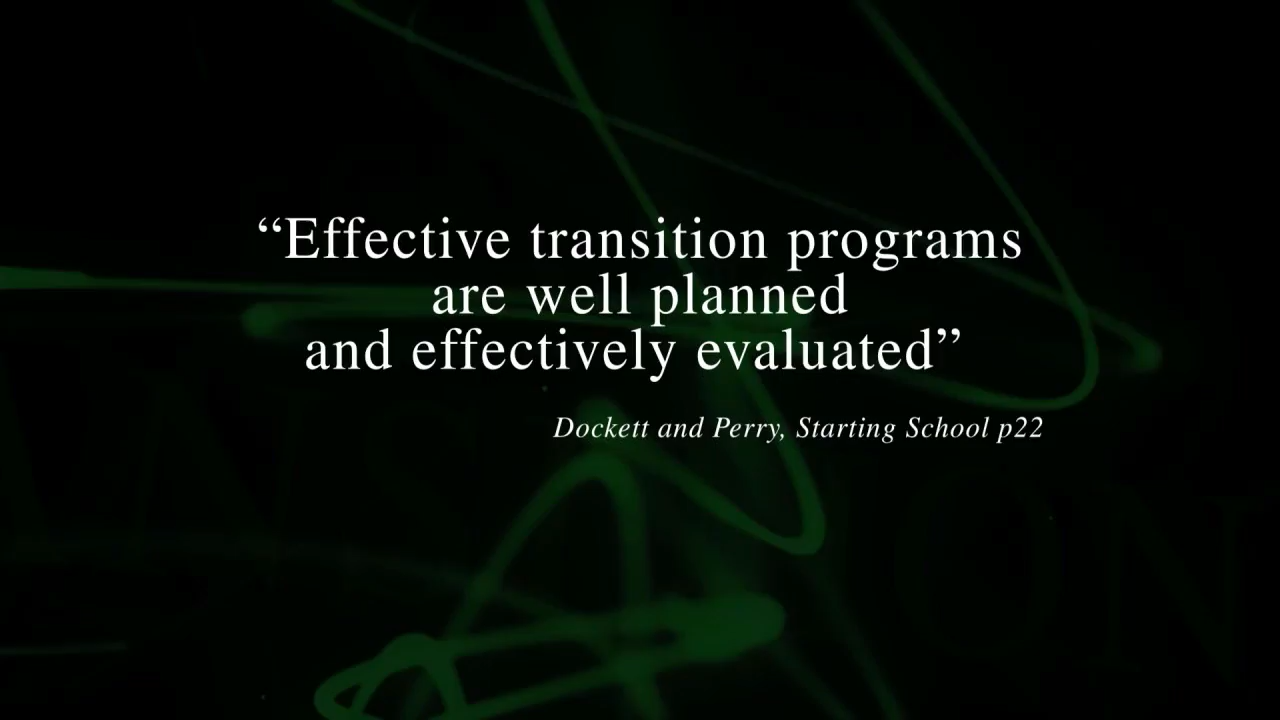 “Effective transition programs
are well planned
and effectively evaluated”
Dockett and Perry, Starting School p22